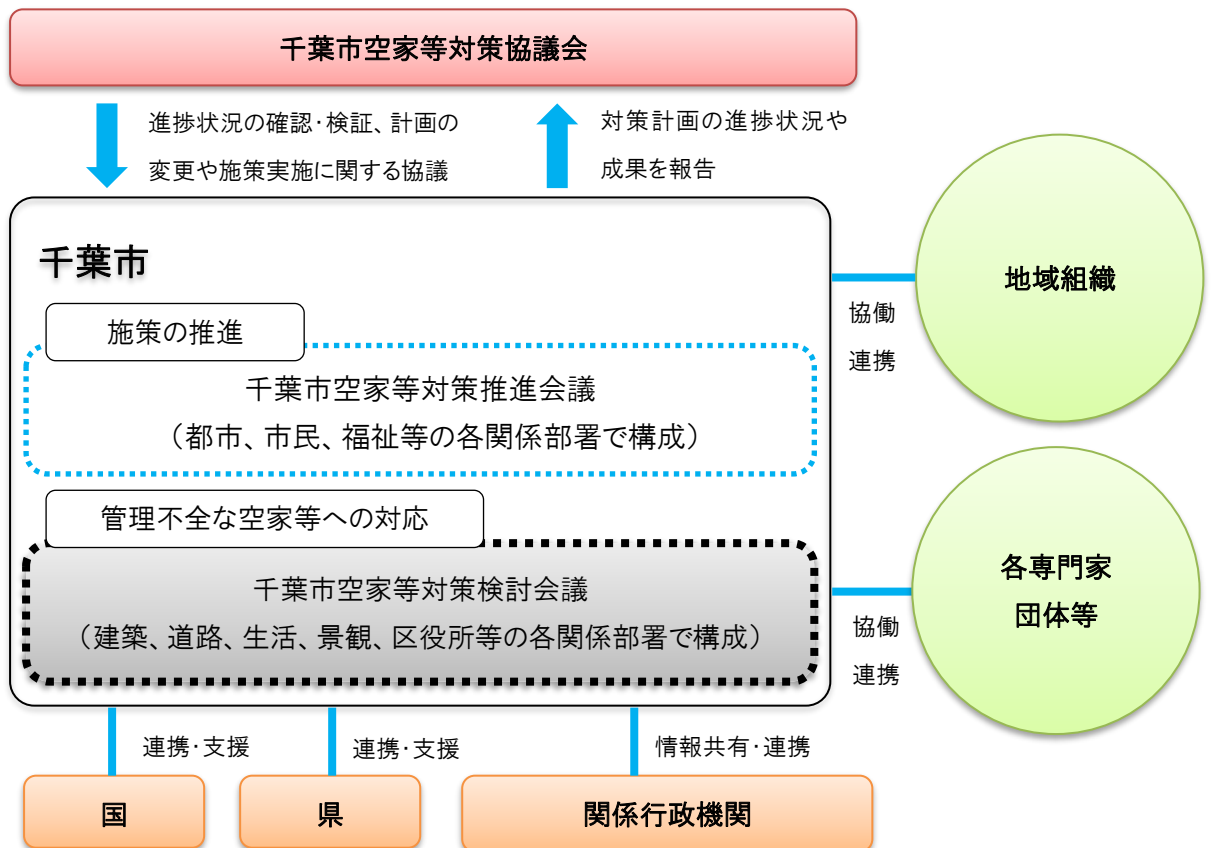 千葉市空家等対策協議会
進捗状況の確認・検証、計画の
変更や施策実施に関する協議
対策計画の進捗状況や
成果を報告
千葉市
施策の推進
千葉市空家等対策推進会議
（都市、市民、福祉等の各関係部署で構成）
管理不全な空家等への対応
千葉市空家等対策検討会議
（建築、道路、生活、景観、区役所等の各関係部署で構成）
協働
連携
地域組織
協働
連携
各専門家
団体等
連携・支援
連携・支援
情報共有・連携
国
県
関係行政機関